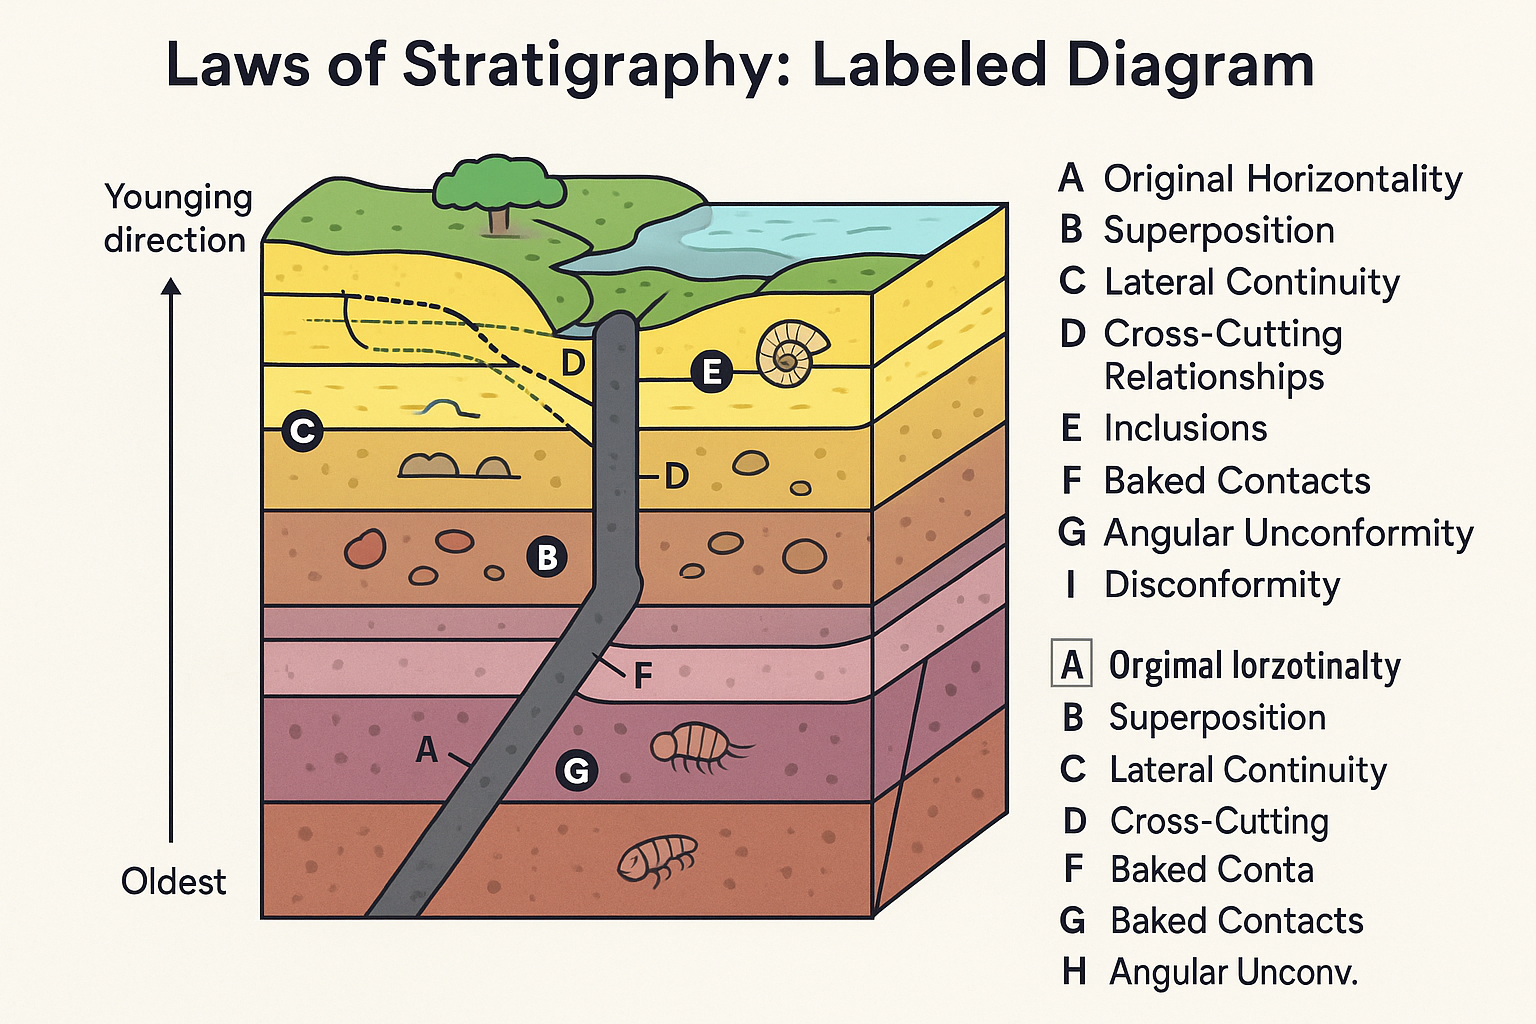 Laws of Stratigraphy: Labeled Diagram
Younging
direction
Oldest
D
E
C
D
B
F
A
G
A Original Horizontality
B Superposition
C Lateral Continuity
D Cross-Cutting
Relationships
E Inclusions
F Baked Contacts
G Angular Unconformity
I Disconformity
A Orgimal lorzotinalty
B Superposition
C Lateral Continuity
D Cross-Cutting
F Baked Conta
G Baked Contacts
H Angular Unconv.